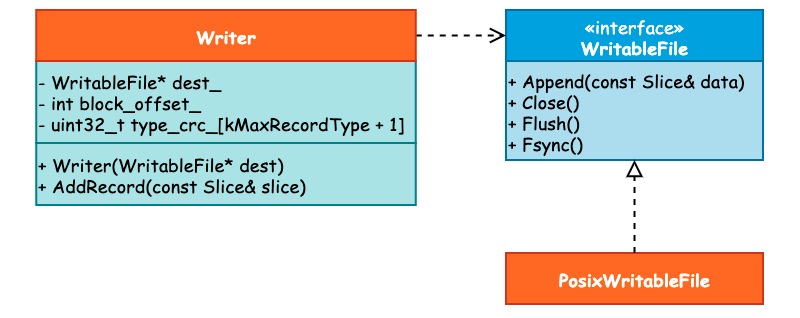 Writer
- WritableFile* dest_
- int block_offset_
- uint32_t type_crc_[kMaxRecordType + 1]
+ Writer(WritableFile* dest)
+ AddRecord(const Slice& slice)
«interface»
WritableFile
+ Append(const Slice& data)
+ Close()
+ Flush()
+ Fsync()
PosixWritableFile